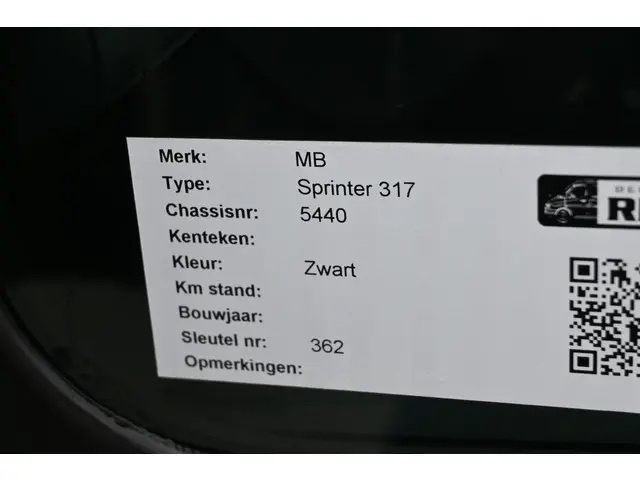 Merk: MB
Type: Sprinter 317
Chassisnr: 5440
Kenteken:
Kleur: Zwart
Km stand:
Bouwjaar:
Sleutel nr: 362
Opmerkingen: